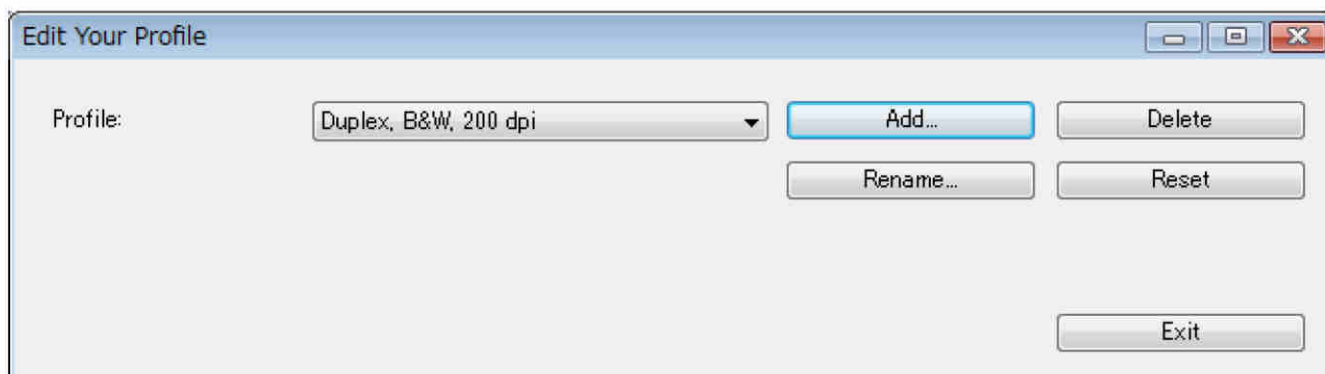 Edit Your Profile
Profile: Duplex, B&W, 200 dpi Add... Delete
Rename... Reset
Exit